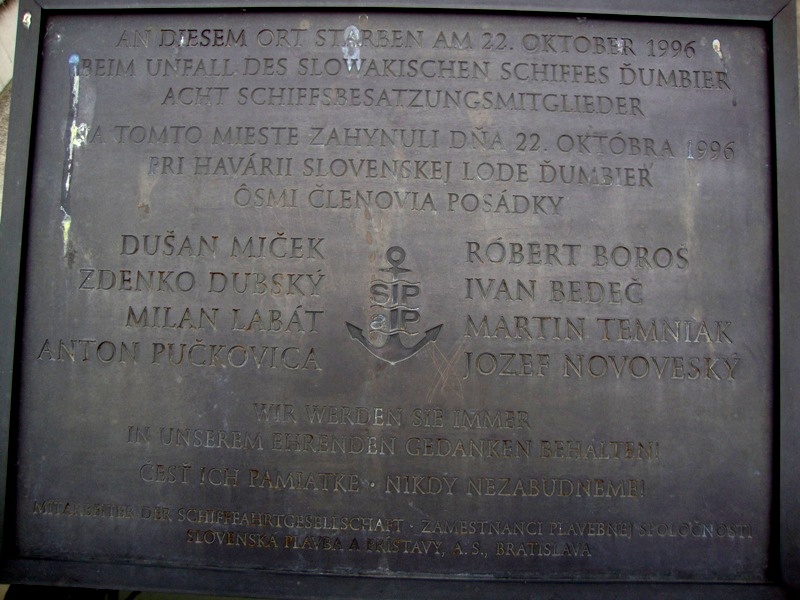 AN DIESEM ORT STARBEN AM 22. OKTOBER 1996
BEIM UNFALL DES SLOWAKISCHEN SCHIFFES ĎUMBIER
ACHT SCHIFFSBESATZUNGSMITGLIEDER
NA TOMTO MIESTE ZAHYNULI DŇA 22. OKTÓBRA 1996
PRI HAVÁRII SLOVENSKEJ LODE ĎUMBIER
ÔSMI ČLENOVIA POSÁDKY
DUŠAN MIČEK
ZDENKO DUBSKÝ
MILAN LABÁT
ANTON PUČKOVICA
SP
aP
RÓBERT BOROŠ
IVAN BEDEČ
MARTIN TEMNIAK
JOZEF NOVOVESKÝ
WIR WERDEN SIE IMMER
IN UNSEREM EHRENDEN GEDANKEN BEHALTEN!
ČESŤ ICH PAMIATKE · NIKDY NEZABUDNEME!
MITARBEITER DER SCHIFFFAHRTGESELLSCHAFT · ZAMESTNANCI PLAVEBNEJ SPOLOČNOSTI
SLOVENSKÁ PLAVBA A PRÍSTAVY, A. S., BRATISLAVA